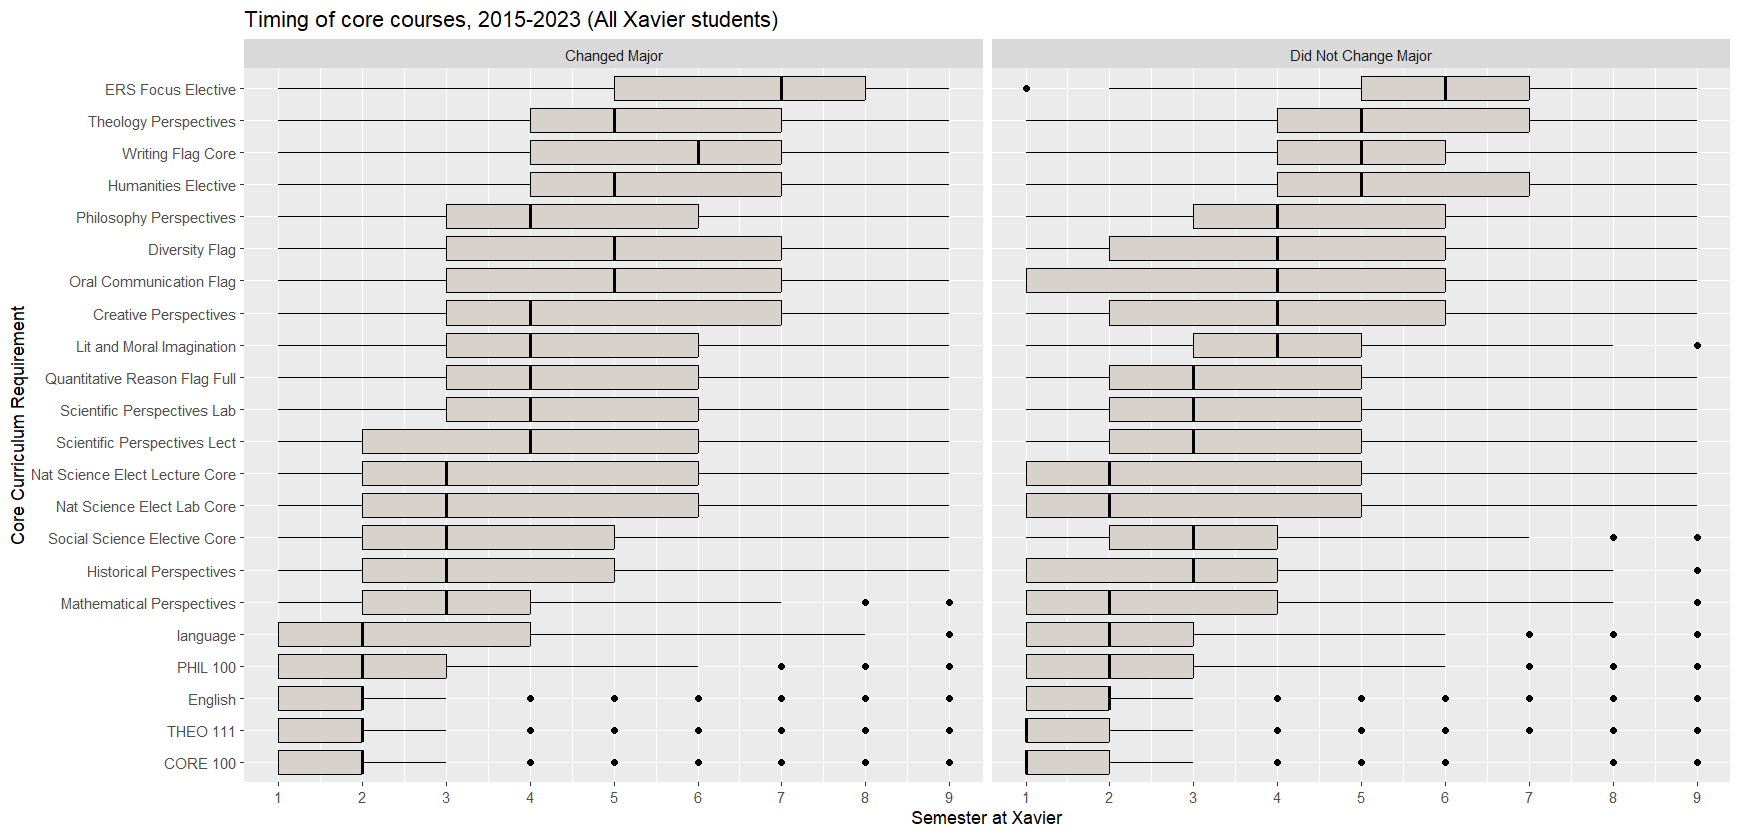 Timing of core courses, 2015-2023 (All Xavier students)
Changed Major
Did Not Change Major
Core Curriculum Requirement
ERS Focus Elective
Theology Perspectives
Writing Flag Core
Humanities Elective
Philosophy Perspectives
Diversity Flag
Oral Communication Flag
Creative Perspectives
Lit and Moral Imagination
Quantitative Reason Flag Full
Scientific Perspectives Lab
Scientific Perspectives Lect
Nat Science Elect Lecture Core
Nat Science Elect Lab Core
Social Science Elective Core
Historical Perspectives
Mathematical Perspectives
language
PHIL 100
English
THEO 111
CORE 100
1 2 3 4 5 6 7 8 9
1 2 3 4 5 6 7 8 9
Semester at Xavier